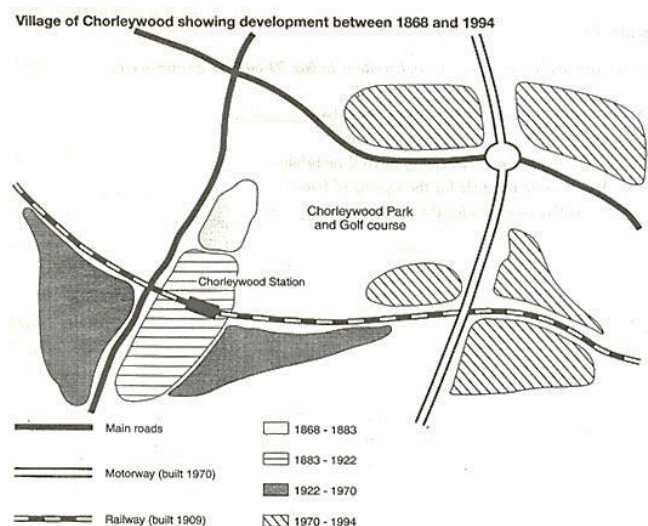 Village of Chorleywood showing development between 1868 and 1994
Chorleywood Park
and Golf course
Chorleywood Station
Main roads
Motorway (built 1970)
Railway (built 1909)
1868 - 1883
1883 - 1922
1922 - 1970
1970 - 1994